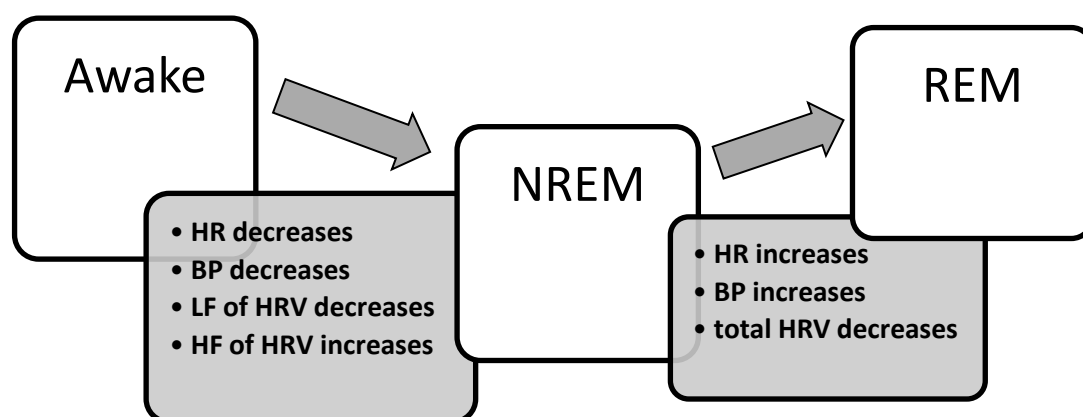 Awake
• HR decreases
• BP decreases
• LF of HRV decreases
• HF of HRV increases
NREM
• HR increases
• BP increases
• total HRV decreases
REM